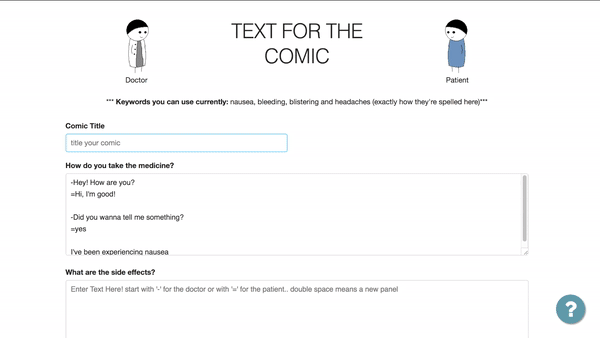 TEXT FOR THE
COMIC
Doctor
Patient
*** Keywords you can use currently: nausea, bleeding, blistering and headaches (exactly how they're spelled here)***
Comic Title
title your comic
How do you take the medicine?
-Hey! How are you?
=Hi, I'm good!
-Did you wanna tell me something?
=yes
I've been experiencing nausea
What are the side effects?
Enter Text Here! start with '-' for the doctor or with '=' for the patient.. double space means a new panel
?